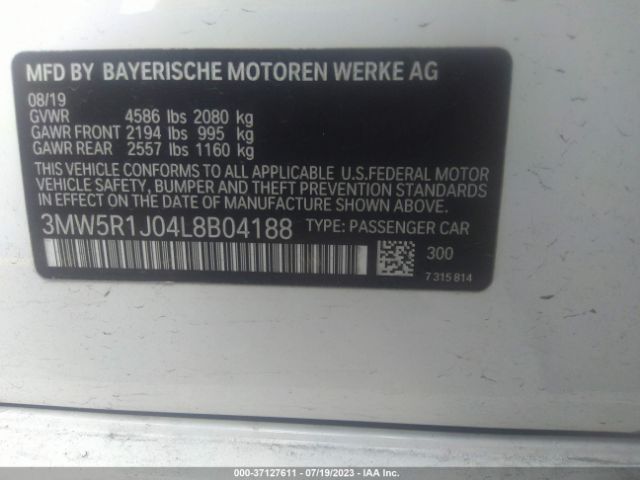 MFD BY BAYERISCHE MOTOREN WERKE AG
08/19
GVWR 4586 lbs 2080 kg
GAWR FRONT 2194 lbs 995 kg
GAWR REAR 2557 lbs 1160 kg
THIS VEHICLE CONFORMS TO ALL APPLICABLE U.S.FEDERAL MOTOR
VEHICLE SAFETY, BUMPER AND THEFT PREVENTION STANDARDS
IN EFFECT ON THE DATE OF MANUFACTURE SHOWN ABOVE.
3MW5R1J04L8B04188 TYPE: PASSENGER CAR
300
7 315 814
000-37127611 - 07/19/2023 - IAA Inc.